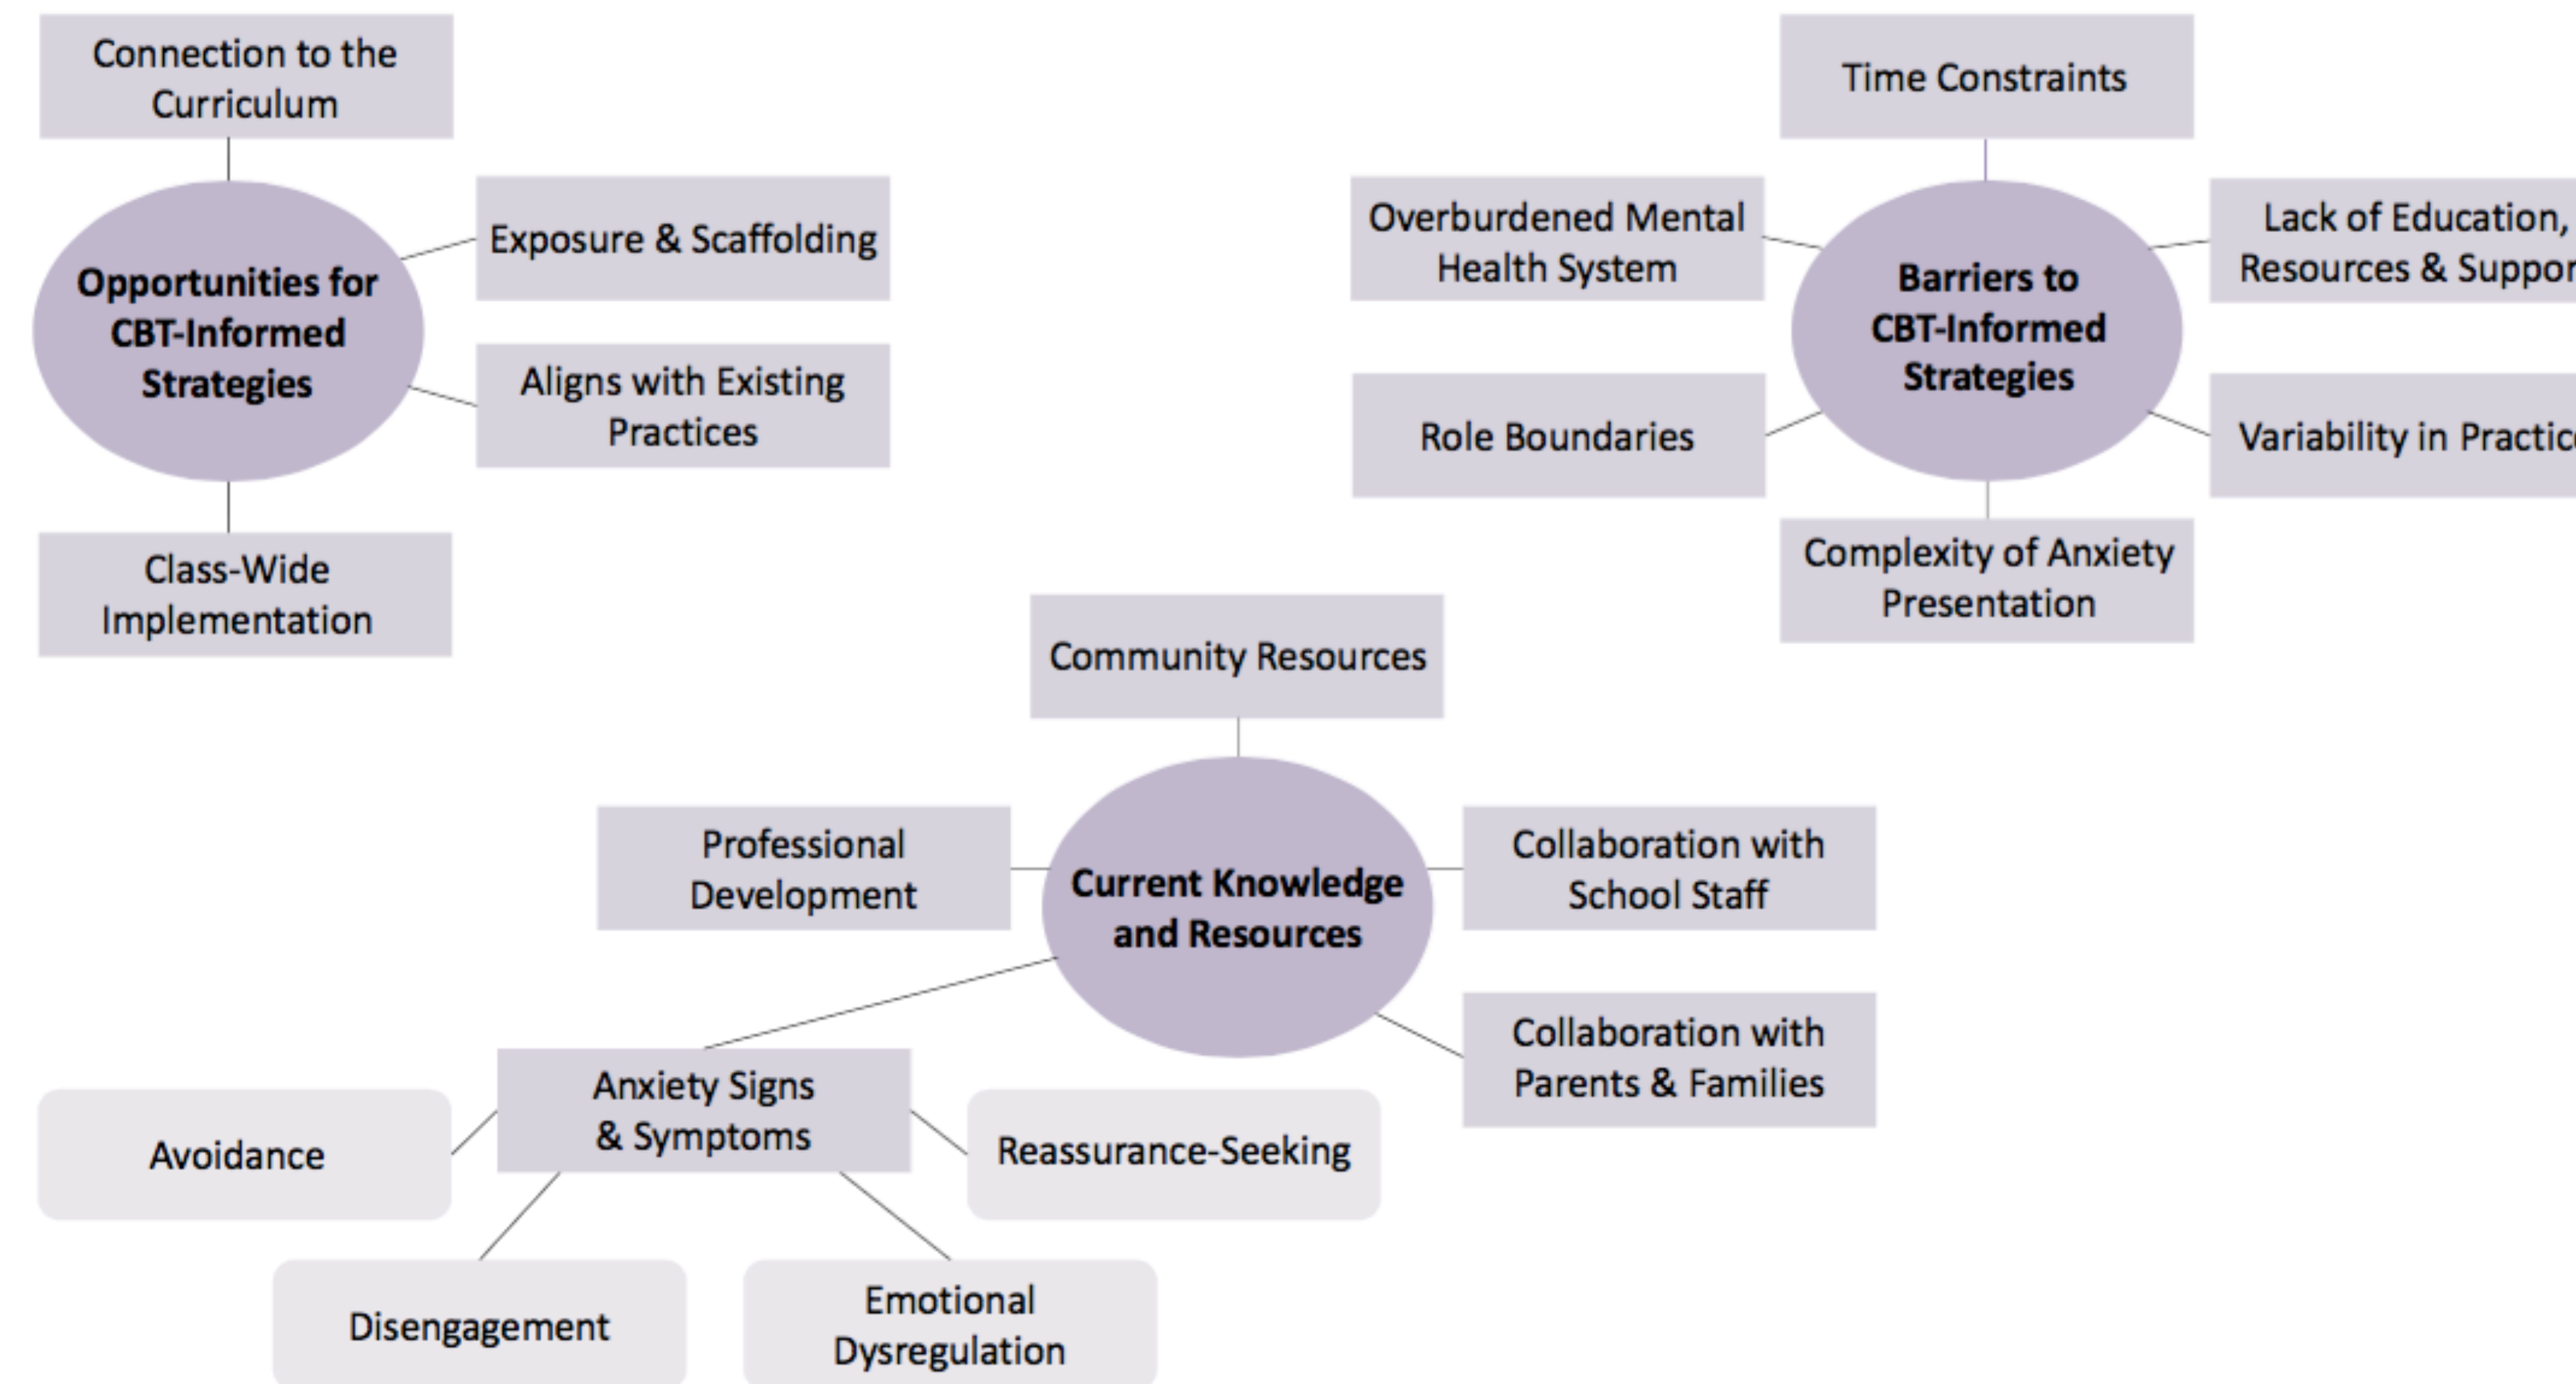 Connection to the
Curriculum
Exposure & Scaffolding
Opportunities for
CBT-Informed
Strategies
Aligns with Existing
Practices
Class-Wide
Implementation
Time Constraints
Overburdened Mental
Health System
Lack of Education,
Resources &
Barriers to
CBT-Informed
Strategies
Role Boundaries
Variability in
Complexity of Anxiety
Presentation
Community Resources
Professional
Development
Current Knowledge
and Resources
Collaboration with
School Staff
Collaboration with
Parents & Families
Anxiety Signs
& Symptoms
Avoidance
Reassurance-Seeking
Disengagement
Emotional
Dysregulation